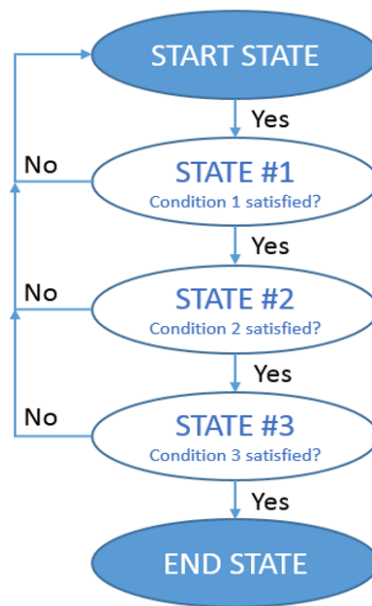 START STATE
Yes
No
STATE #1
Condition 1 satisfied?
Yes
No
STATE #2
Condition 2 satisfied?
Yes
No
STATE #3
Condition 3 satisfied?
Yes
END STATE